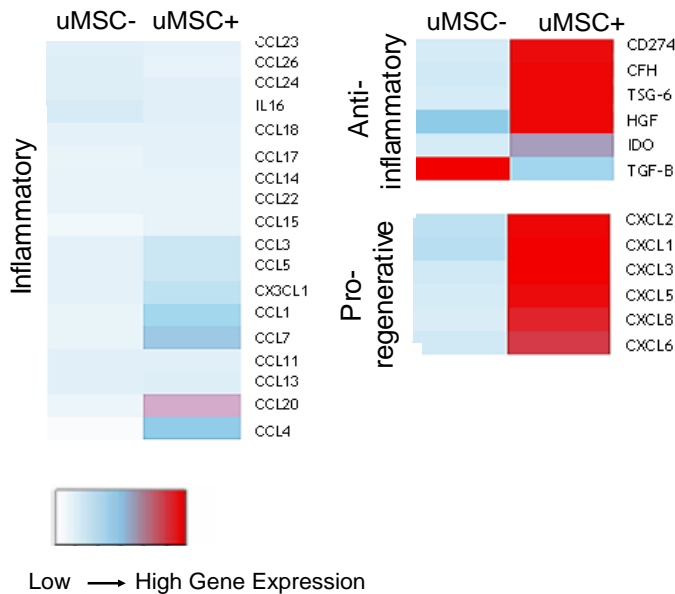 uMSC- uMSC+
Inflammatory
CCL23
CCL26
CCL24
IL16
CCL18
CCL17
CCL14
CCL22
CCL15
CCL3
CCL5
CX3CL1
CCL1
CCL7
CCL11
CCL13
CCL20
CCL4
uMSC- uMSC+
Anti-
inflammatory
CD274
CFH
TSG-6
HGF
IDO
TGF-B
Pro-
regenerative
CXCL2
CXCL1
CXCL3
CXCL5
CXCL8
CXCL6
Low → High Gene Expression